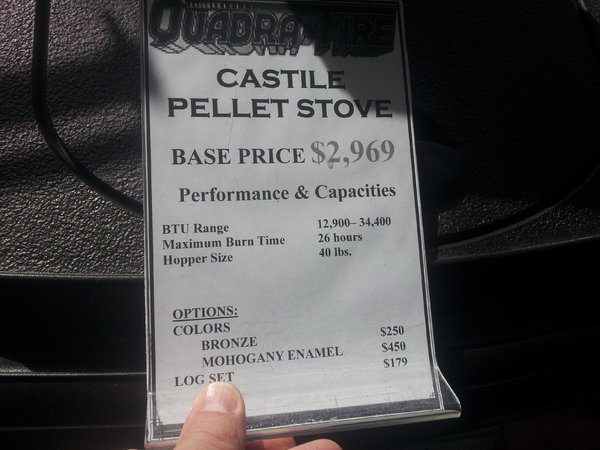 QUADRA-FIRE
CASTILE
PELLET STOVE
BASE PRICE $2,969
Performance & Capacities
BTU Range 12,900– 34,400
Maximum Burn Time 26 hours
Hopper Size 40 lbs.
OPTIONS:
COLORS
BRONZE $250
MOHOGANY ENAMEL $450
LOG SET $179